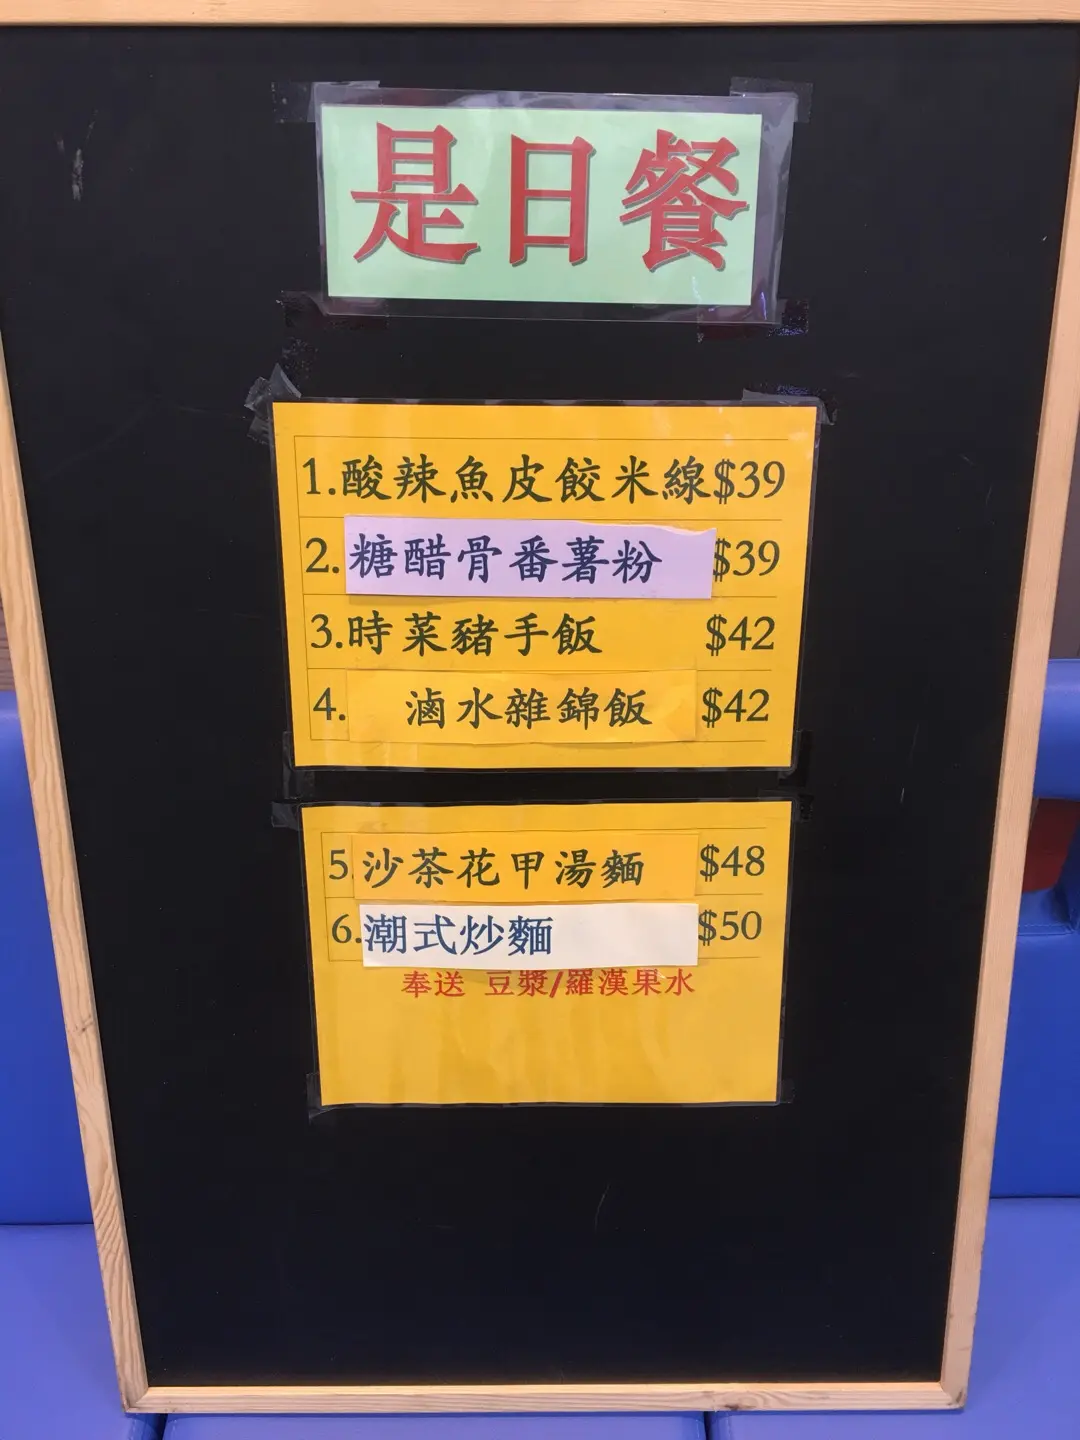 是日餐
1.酸辣魚皮餃米線$39
2.糖醋骨番薯粉 $39
3.時菜豬手飯 $42
4. 滷水雜錦飯 $42
5.沙茶花甲湯麵 $48
6.潮式炒麵 $50
奉送 豆漿/羅漢果水